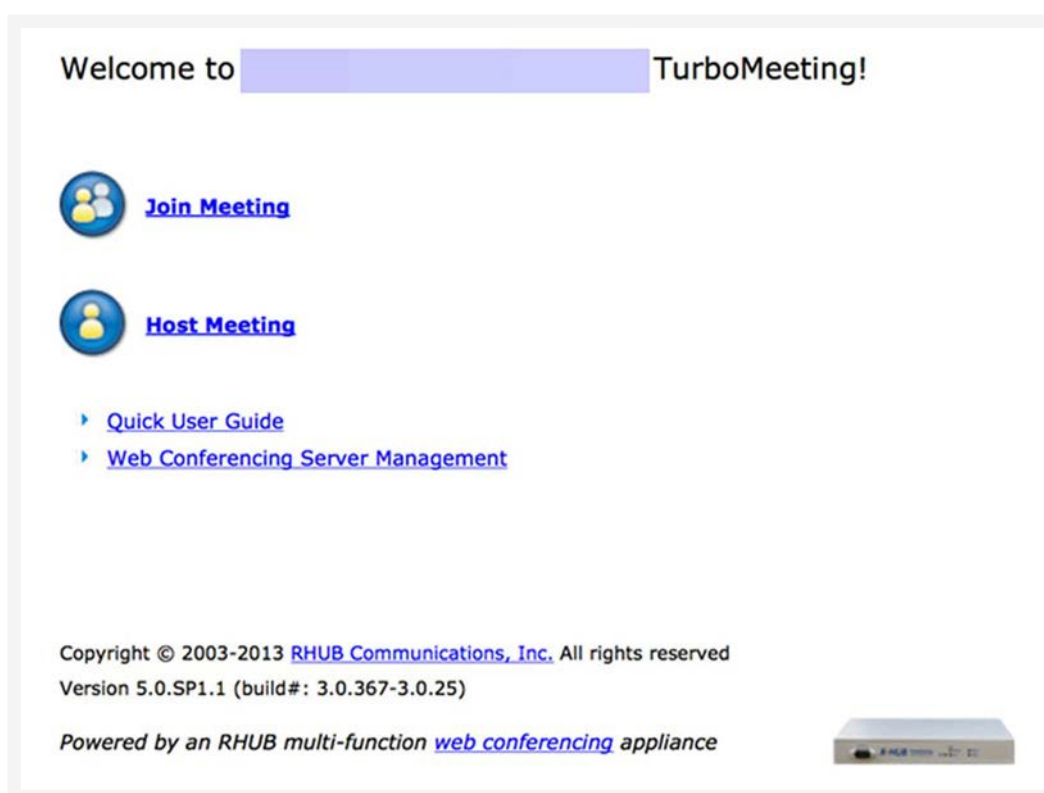 Welcome to TurboMeeting!
Join Meeting
Host Meeting
Quick User Guide
Web Conferencing Server Management
Copyright © 2003-2013 RHUB Communications, Inc. All rights reserved
Version 5.0.SP1.1 (build#: 3.0.367-3.0.25)
Powered by an RHUB multi-function web conferencing appliance